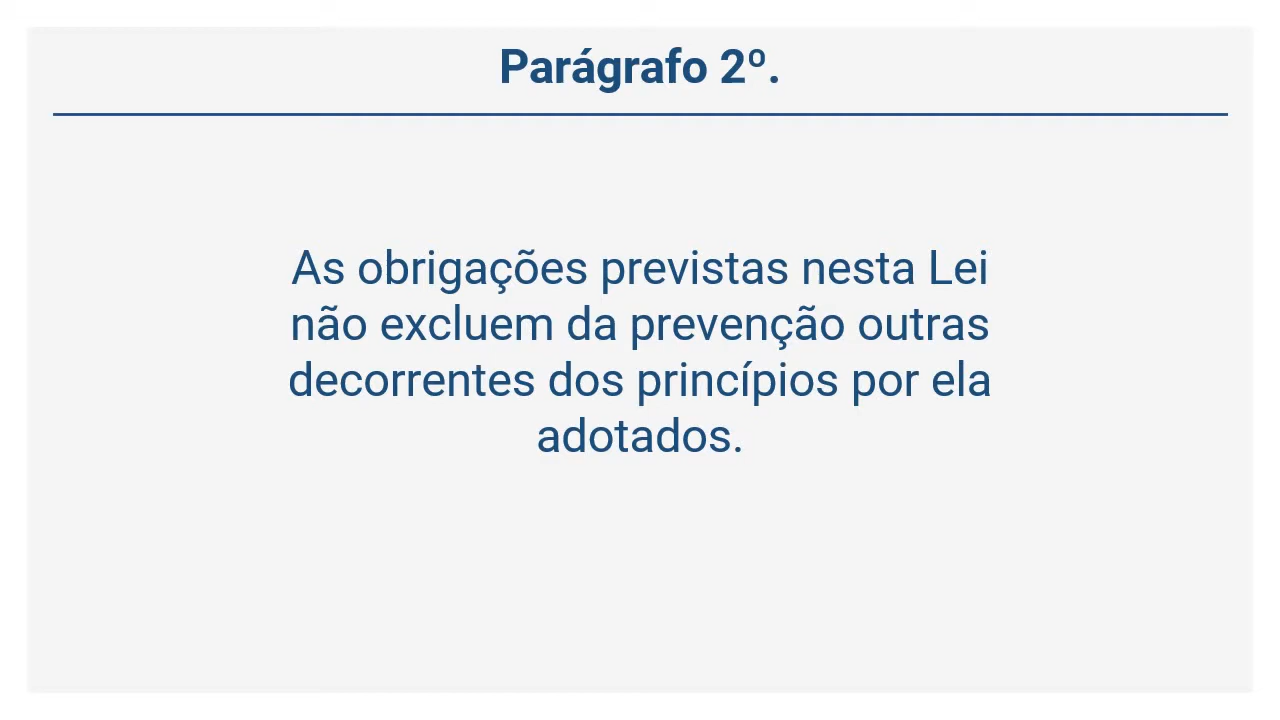 Parágrafo 2º.
As obrigações previstas nesta Lei
não excluem da prevenção outras
decorrentes dos princípios por ela
adotados.